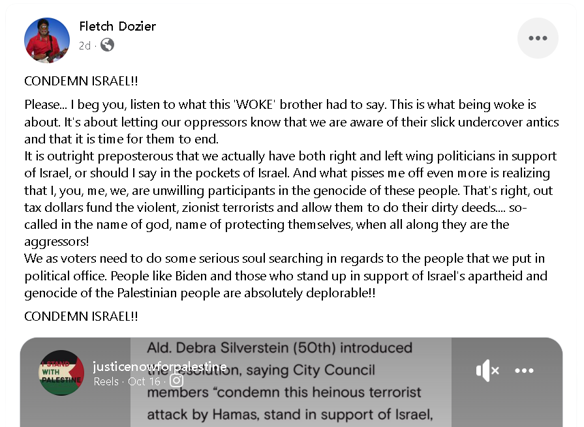 Fletch Dozier
2d ·
CONDEMN ISRAEL!!
Please... I beg you, listen to what this 'WOKE' brother had to say. This is what being woke is
about. It's about letting our oppressors know that we are aware of their slick undercover antics
and that it is time for them to end.
It is outright preposterous that we actually have both right and left wing politicians in support
of Israel, or should I say in the pockets of Israel. And what pisses me off even more is realizing
that I, you, me, we, are unwilling participants in the genocide of these people. That's right, out
tax dollars fund the violent, zionist terrorists and allow them to do their dirty deeds.... so-
called in the name of god, name of protecting themselves, when all along they are the
aggressors!
We as voters need to do some serious soul searching in regards to the people that we put in
political office. People like Biden and those who stand up in support of Israel's apartheid and
genocide of the Palestinian people are absolutely deplorable!!
CONDEMN ISRAEL!!
Ald. Debra Silverstein (50th) introduced
justicenowforpalestine
resolution, saying City Council
Reels · Oct 16 ·
I STAND
WITH
PALESTINE
members "condemn this heinous terrorist
attack by Hamas, stand in support of Israel,